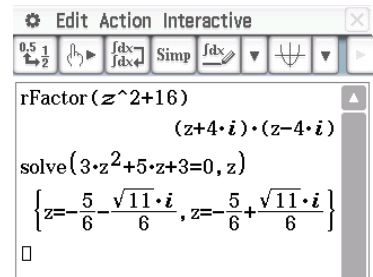 Edit Action Interactive
0.5 1/2 ∫dx ∫dx Simp ∫dx
rFactor(z^2+16)
(z+4·i)·(z−4·i)
solve(3·z²+5·z+3=0, z)
{z=−5/6−√11·i/6, z=−5/6+√11·i/6}